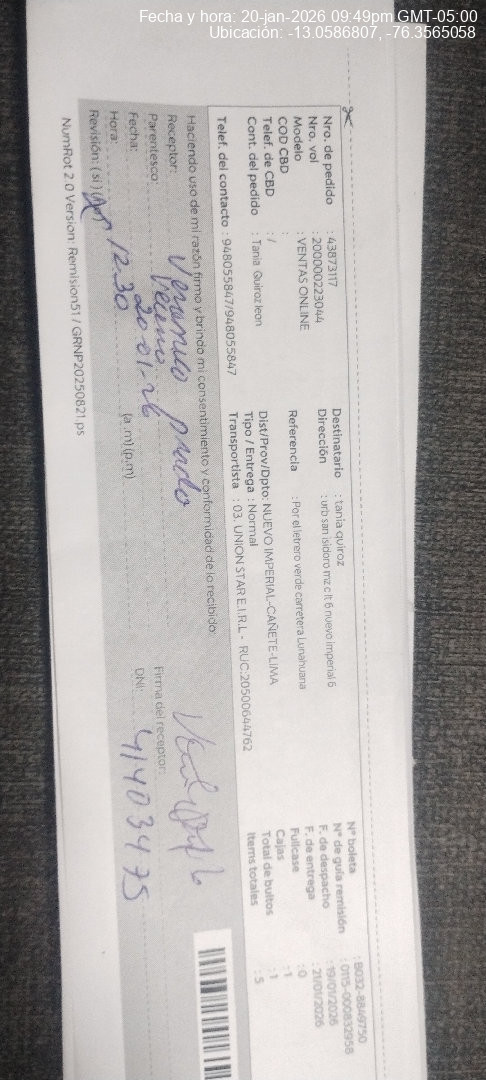 Fecha y hora: 20-jan-2026 09:49pm GMT-05:00
Ubicación: -13.0586807, -76.3565058
Nro. de pedido : 43873117
Nro. vol : 200000223044
Modelo : VENTAS ONLINE
COD CBD :
Telef. de CBD : /
Cont. del pedido : Tania Quiroz leon
Telef. del contacto : 948055847/948055847
Destinatario : tania quiroz
Dirección : urb san isidoro mz c lt 6 nuevo imperial 6
Referencia : Por el letrero verde carretera Lunahuana
Dist/Prov/Dpto: NUEVO IMPERIAL-CAÑETE-LIMA
Tipo / Entrega : Normal
Transportista : 03. UNION STAR E.I.R.L - RUC:20500644762
N° boleta : B032-8849750
N° de guía remisión : 0115-000832958
F. de despacho : 19/01/2026
F. de entrega : 21/01/2026
Fullcase : 0
Cajas : 1
Total de bultos : 1
Items totales : 5
Haciendo uso de mi razón firmo y brindo mi consentimiento y conformidad de lo recibido:
Receptor: prado
Parentesco: Vecino
Fecha: 20-01-26
Hora: 12:30 (a.m) (p.m)
Revisión: (si) (no)
Firma del receptor:
DNI: 41403475
NumRot 2.0 Version: Remision51 / GRNP20250821.ps